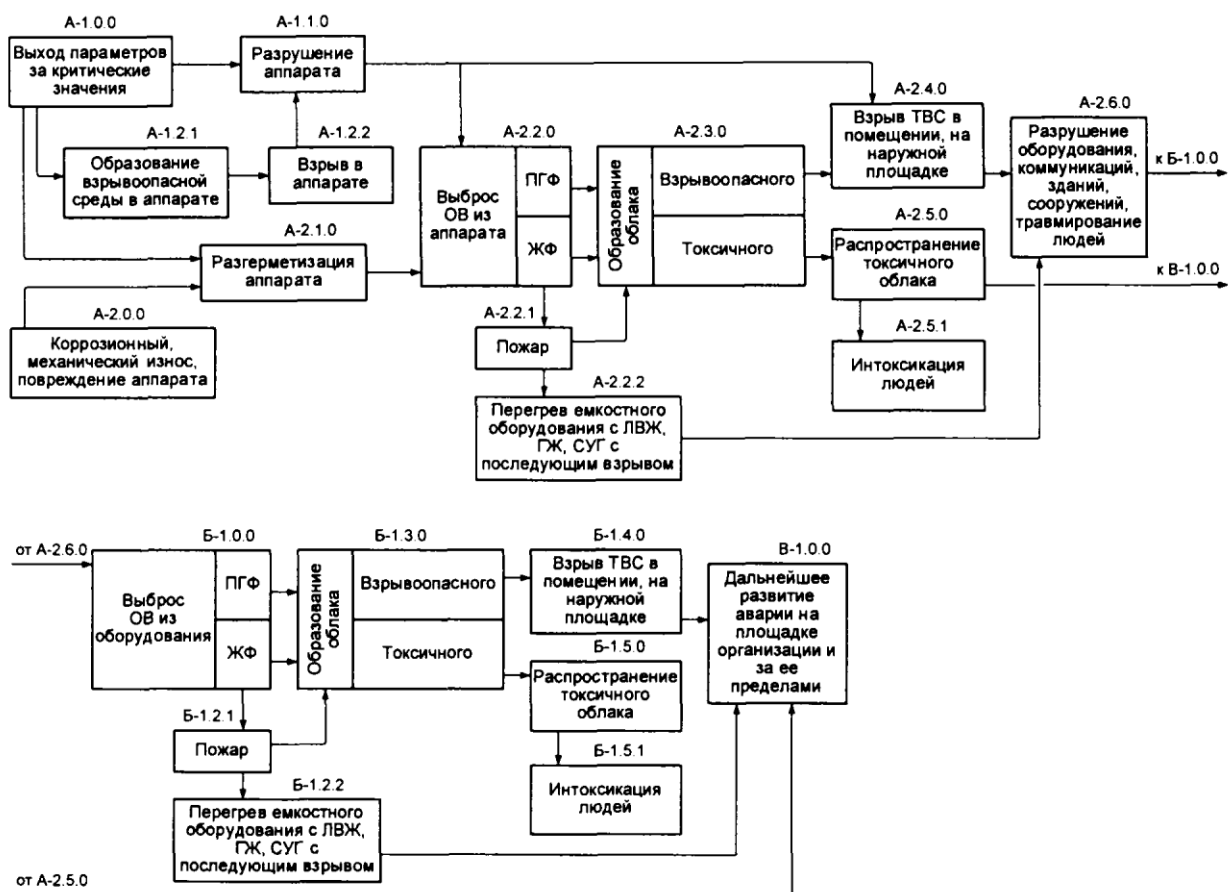 А-1.0.0
Выход параметров
за критические
значения
А-1.1.0
Разрушение
аппарата
А-1.2.1
Образование
взрывоопасной
среды в аппарате
А-1.2.2
Взрыв в
аппарате
А-2.1.0
Разгерметизация
аппарата
А-2.0.0
Коррозионный,
механический износ,
повреждение аппарата
А-2.2.0
Выброс
ОВ из
аппарата
ПГФ
ЖФ
А-2.2.1
Пожар
А-2.2.2
Перегрев емкостного
оборудования с ЛВЖ,
ГЖ, СУГ с
последующим взрывом
А-2.3.0
Образование
облака
Взрывоопасного
Токсичного
А-2.4.0
Взрыв ТВС в
помещении, на
наружной
площадке
А-2.5.0
Распространение
токсичного
облака
А-2.5.1
Интоксикация
людей
А-2.6.0
Разрушение
оборудования,
коммуникаций,
зданий,
сооружений,
травмирование
людей
к Б-1.0.0
к В-1.0.0
от А-2.6.0
Б-1.0.0
Выброс
ОВ из
оборудования
ПГФ
ЖФ
Б-1.2.1
Пожар
Б-1.2.2
Перегрев емкостного
оборудования с ЛВЖ,
ГЖ, СУГ с
последующим взрывом
Б-1.3.0
Образование
облака
Взрывоопасного
Токсичного
Б-1.4.0
Взрыв ТВС в
помещении, на
наружной
площадке
Б-1.5.0
Распространение
токсичного
облака
Б-1.5.1
Интоксикация
людей
В-1.0.0
Дальнейшее
развитие
аварии на
площадке
организации и
за ее
пределами
от А-2.5.0